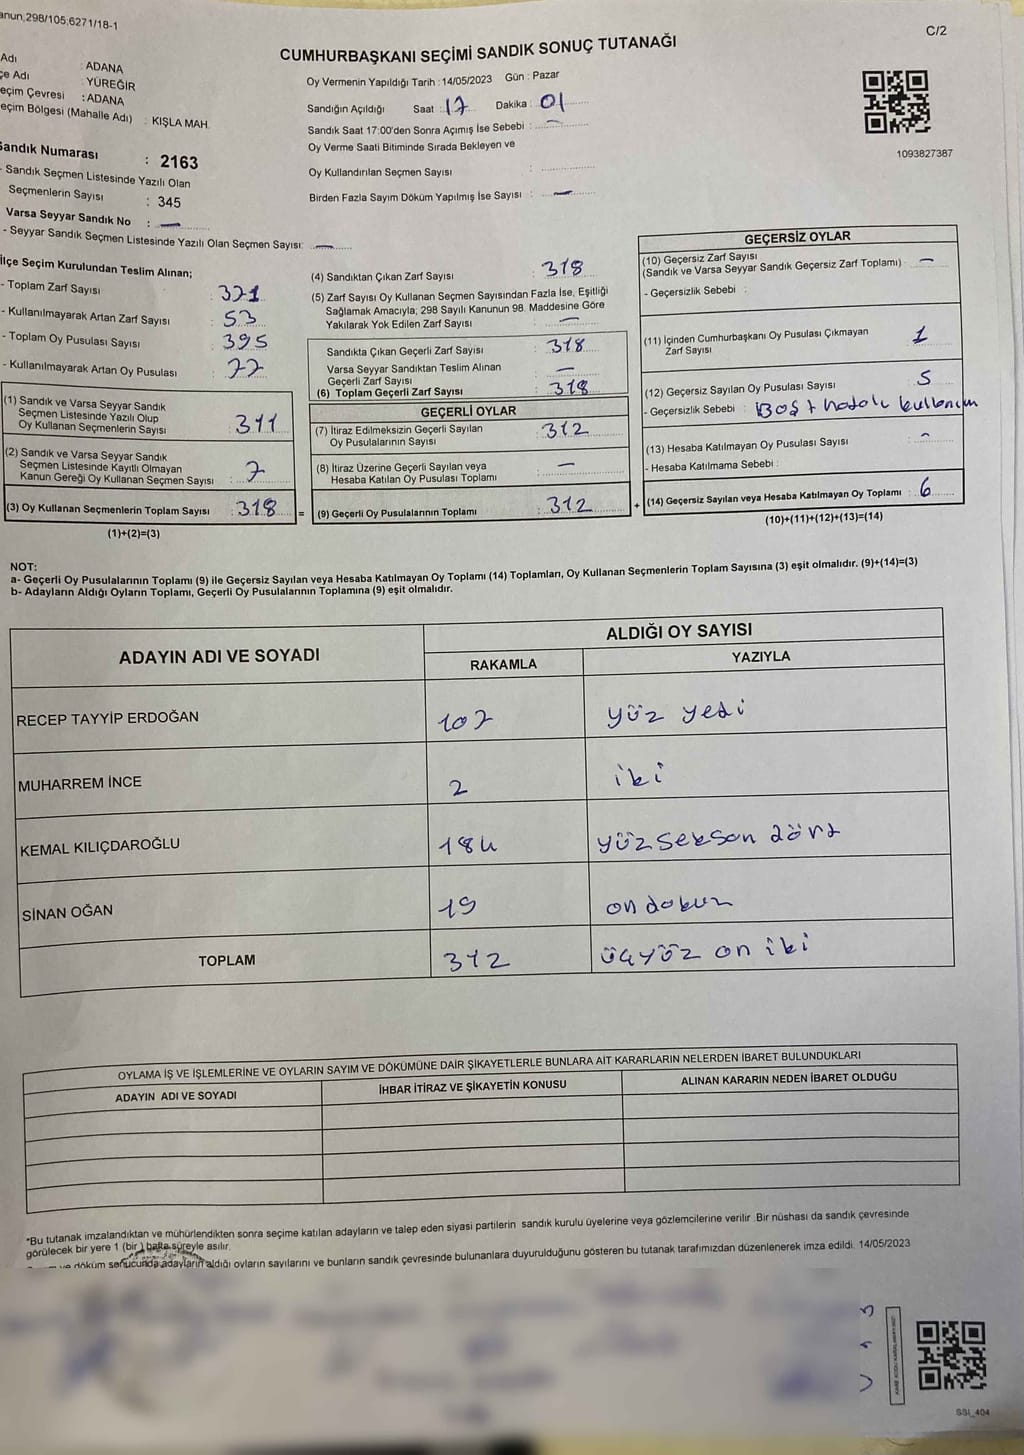 anun,298/105,6271/18-1
C/2
CUMHURBAŞKANI SEÇİMİ SANDIK SONUÇ TUTANAĞI
Adı : ADANA
çe Adı : YÜREĞİR
eçim Çevresi : ADANA
eçim Bölgesi (Mahalle Adı) : KIŞLA MAH
Sandık Numarası : 2163
- Sandık Seçmen Listesinde Yazılı Olan
Seçmenlerin Sayısı : 345
Varsa Seyyar Sandık No : —
- Seyyar Sandık Seçmen Listesinde Yazılı Olan Seçmen Sayısı: —
Oy Vermenin Yapıldığı Tarih : 14/05/2023 Gün : Pazar
Sandığın Açıldığı Saat : 17 Dakika : 01
Sandık Saat 17:00'den Sonra Açımış İse Sebebi : —
Oy Verme Saati Bitiminde Sırada Bekleyen ve
Oy Kullandırılan Seçmen Sayısı :
Birden Fazla Sayım Döküm Yapılmış İse Sayısı : —
1093827387
İlçe Seçim Kurulundan Teslim Alınan;
- Toplam Zarf Sayısı : 371
- Kullanılmayarak Artan Zarf Sayısı : 53
- Toplam Oy Pusulası Sayısı : 395
- Kullanılmayarak Artan Oy Pusulası : 77
(1) Sandık ve Varsa Seyyar Sandık
Seçmen Listesinde Yazılı Olup
Oy Kullanan Seçmenlerin Sayısı : 311
(2) Sandık ve Varsa Seyyar Sandık
Seçmen Listesinde Kayıtlı Olmayan
Kanun Gereği Oy Kullanan Seçmen Sayısı : 7
(3) Oy Kullanan Seçmenlerin Toplam Sayısı : 318 =
(1)+(2)=(3)
(4) Sandıktan Çıkan Zarf Sayısı : 318
(5) Zarf Sayısı Oy Kullanan Seçmen Sayısından Fazla İse, Eşitliği
Sağlamak Amacıyla; 298 Sayılı Kanunun 98. Maddesine Göre
Yakılarak Yok Edilen Zarf Sayısı : —
Sandıkta Çıkan Geçerli Zarf Sayısı : 318
Varsa Seyyar Sandıktan Teslim Alınan
Geçerli Zarf Sayısı : —
(6) Toplam Geçerli Zarf Sayısı : 318
GEÇERLİ OYLAR
(7) İtiraz Edilmeksizin Geçerli Sayılan
Oy Pusulalarının Sayısı : 312
(8) İtiraz Üzerine Geçerli Sayılan veya
Hesaba Katılan Oy Pusulası Toplamı : —
(9) Geçerli Oy Pusulalarının Toplamı : 312 +
GEÇERSİZ OYLAR
(10) Geçersiz Zarf Sayısı
(Sandık ve Varsa Seyyar Sandık Geçersiz Zarf Toplamı) : —
- Geçersizlik Sebebi :
(11) İçinden Cumhurbaşkanı Oy Pusulası Çıkmayan
Zarf Sayısı : 1
(12) Geçersiz Sayılan Oy Pusulası Sayısı : 5
- Geçersizlik Sebebi : Boş + hatalı kullanım
(13) Hesaba Katılmayan Oy Pusulası Sayısı : -
- Hesaba Katılmama Sebebi :
(14) Geçersiz Sayılan veya Hesaba Katılmayan Oy Toplamı : 6
(10)+(11)+(12)+(13)=(14)
NOT:
a- Geçerli Oy Pusulalarının Toplamı (9) ile Geçersiz Sayılan veya Hesaba Katılmayan Oy Toplamı (14) Toplamları, Oy Kullanan Seçmenlerin Toplam Sayısına (3) eşit olmalıdır. (9)+(14)=(3)
b- Adayların Aldığı Oyların Toplamı, Geçerli Oy Pusulalarının Toplamına (9) eşit olmalıdır.
ADAYIN ADI VE SOYADI
ALDIĞI OY SAYISI
RAKAMLA YAZIYLA
RECEP TAYYİP ERDOĞAN 107 yüz yedi
MUHARREM İNCE 2 iki
KEMAL KILIÇDAROĞLU 184 yüz seksen dört
SİNAN OĞAN 19 on dokuz
TOPLAM 312 üçyüz on iki
OYLAMA İŞ VE İŞLEMLERİNE VE OYLARIN SAYIM VE DÖKÜMÜNE DAİR ŞİKAYETLERLE BUNLARA AİT KARARLARIN NELERDEN İBARET BULUNDUKLARI
ADAYIN ADI VE SOYADI İHBAR İTİRAZ VE ŞİKAYETİN KONUSU ALINAN KARARIN NEDEN İBARET OLDUĞU
*Bu tutanak imzalandıktan ve mühürlendikten sonra seçime katılan adayların ve talep eden siyasi partilerin sandık kurulu üyelerine veya gözlemcilerine verilir. Bir nüshası da sandık çevresinde
görülecek bir yere 1 (bir ) hafta süreyle asılır.
ve döküm sonucunda adayların aldığı oyların sayılarını ve bunların sandık çevresinde bulunanlara duyurulduğunu gösteren bu tutanak tarafımızdan düzenlenerek imza edildi. 14/05/2023
SSI_404